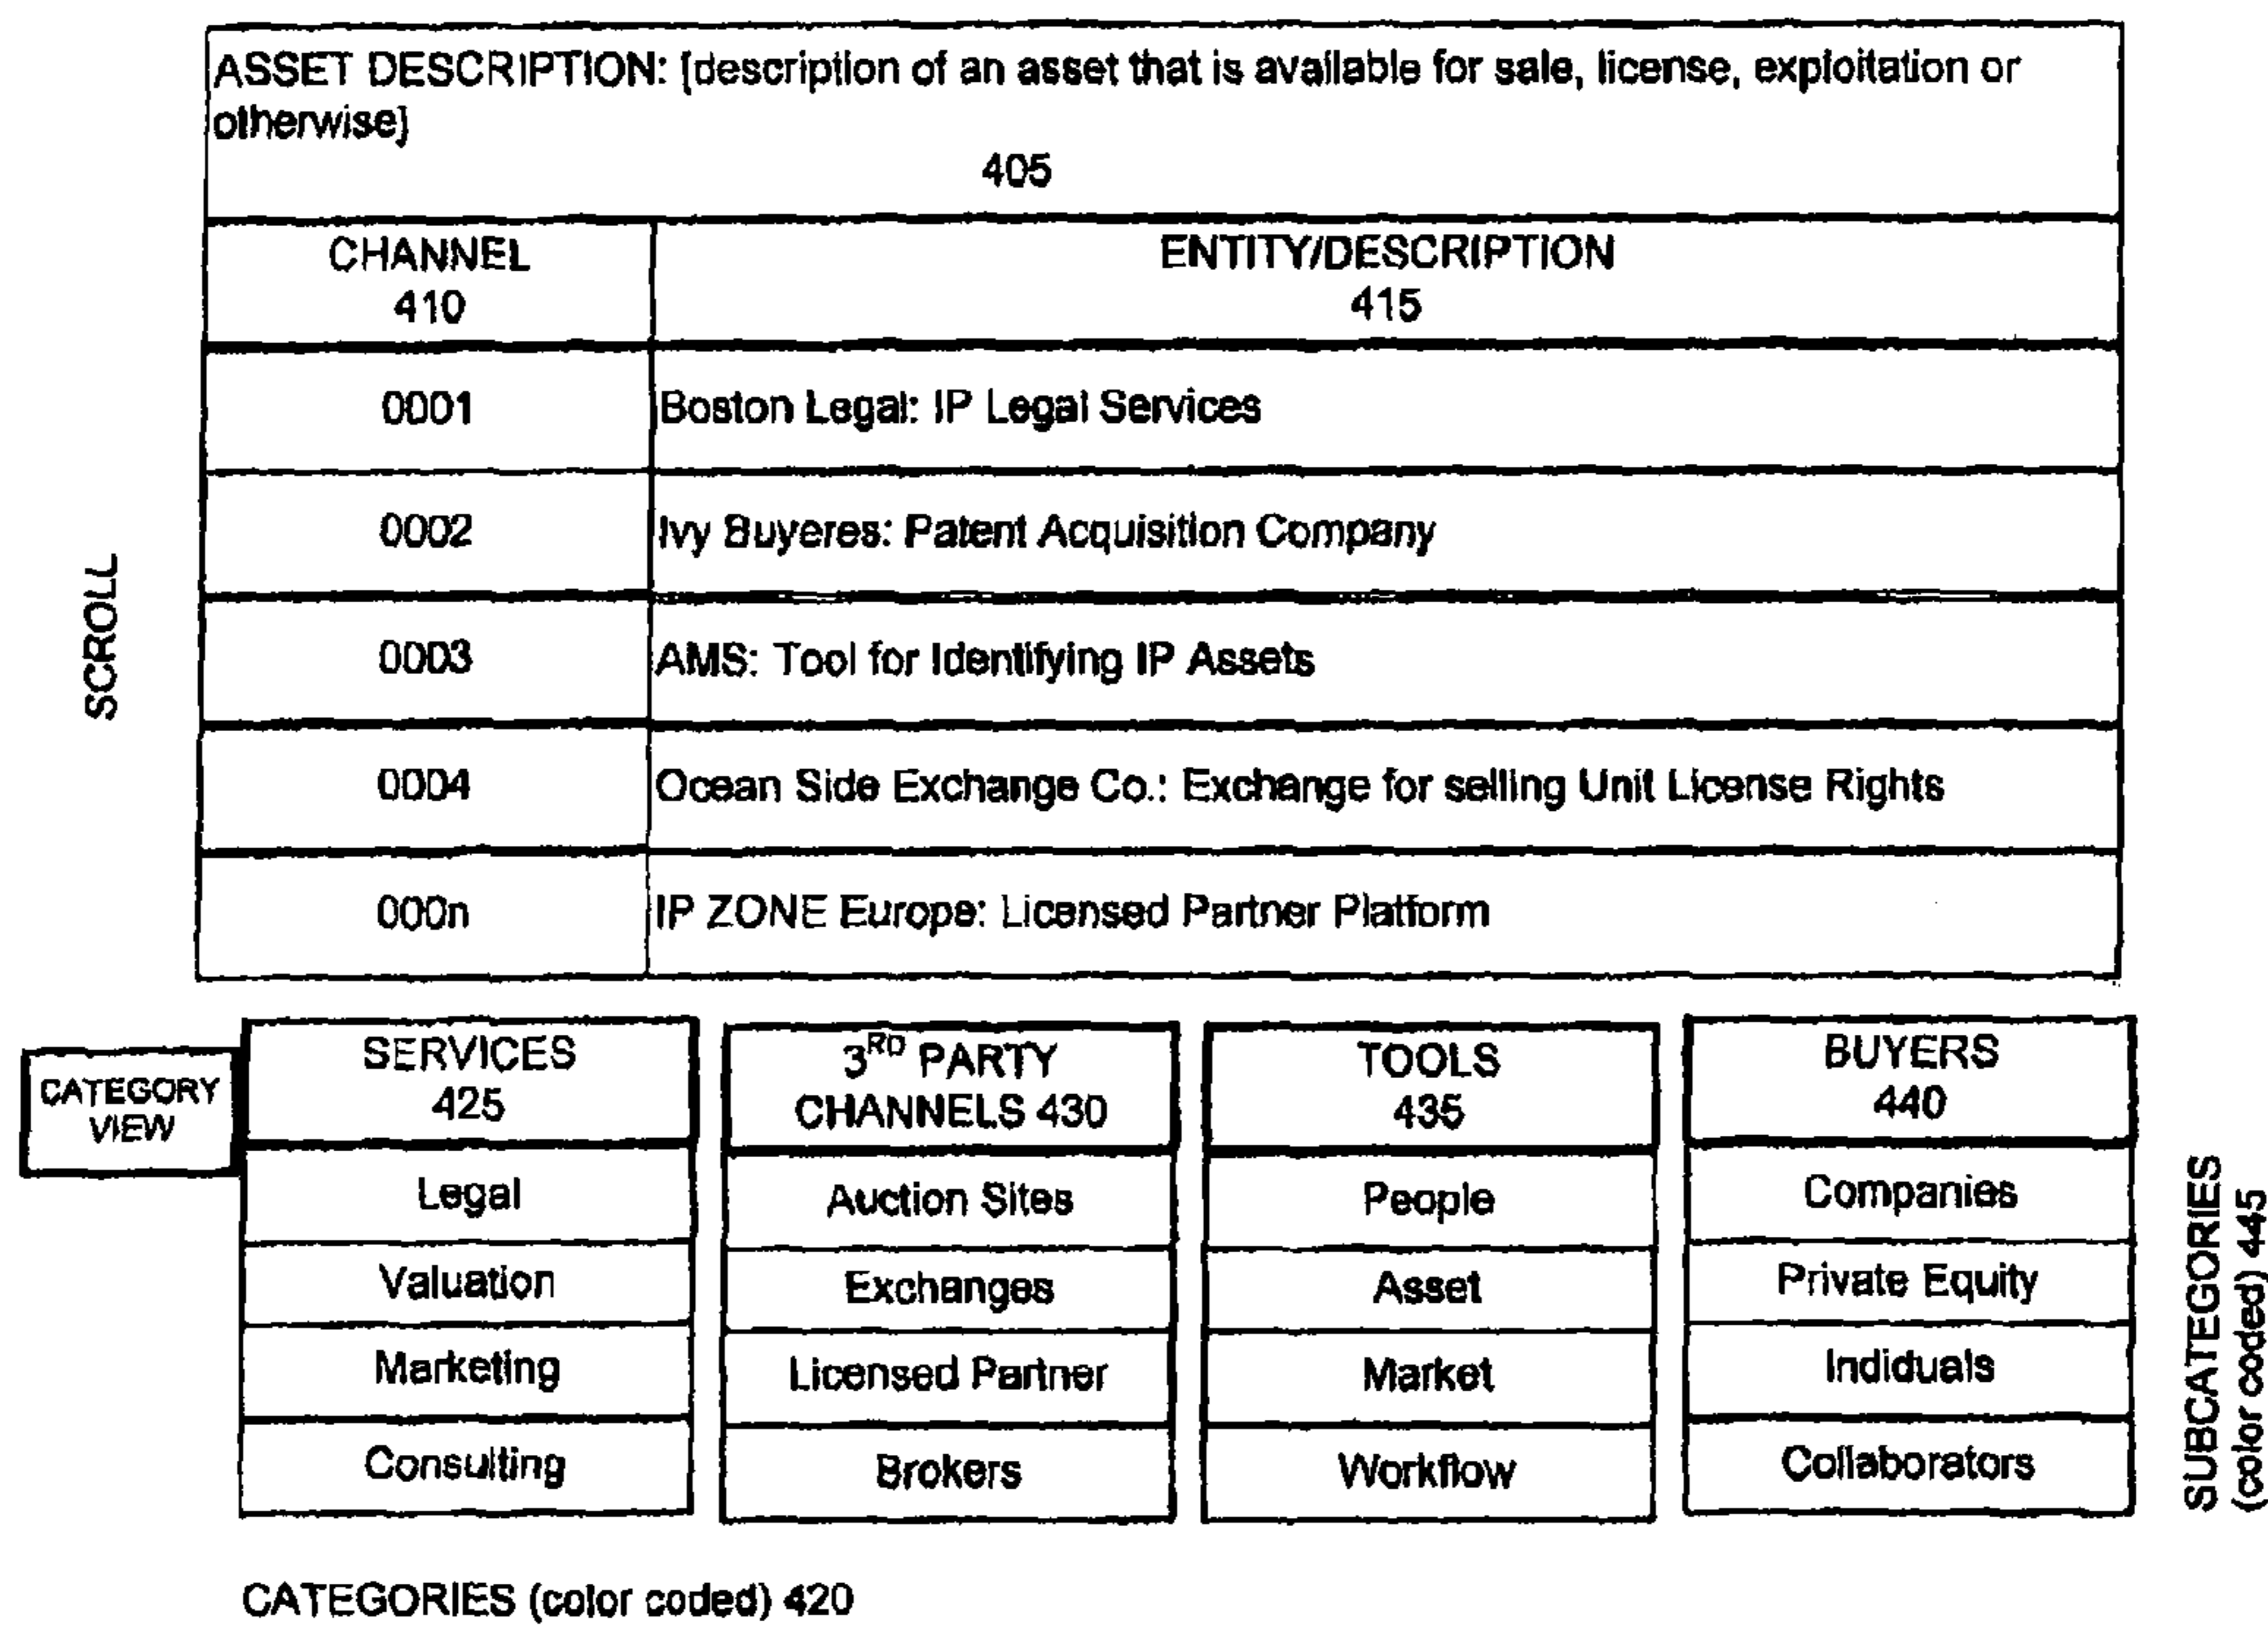 ASSET DESCRIPTION: [description of an asset that is available for sale, license, exploitation or
otherwise]
405
CHANNEL
410
ENTITY/DESCRIPTION
415
0001
Boston Legal: IP Legal Services
0002
Ivy Buyeres: Patent Acquisition Company
0003
AMS: Tool for Identifying IP Assets
0004
Ocean Side Exchange Co.: Exchange for selling Unit License Rights
000n
IP ZONE Europe: Licensed Partner Platform
SCROLL
CATEGORY
VIEW
SERVICES
425
Legal
Valuation
Marketing
Consulting
3RD PARTY
CHANNELS 430
Auction Sites
Exchanges
Licensed Partner
Brokers
TOOLS
435
People
Asset
Market
Workflow
BUYERS
440
Companies
Private Equity
Indiduals
Collaborators
SUBCATEGORIES
(color coded) 445
CATEGORIES (color coded) 420